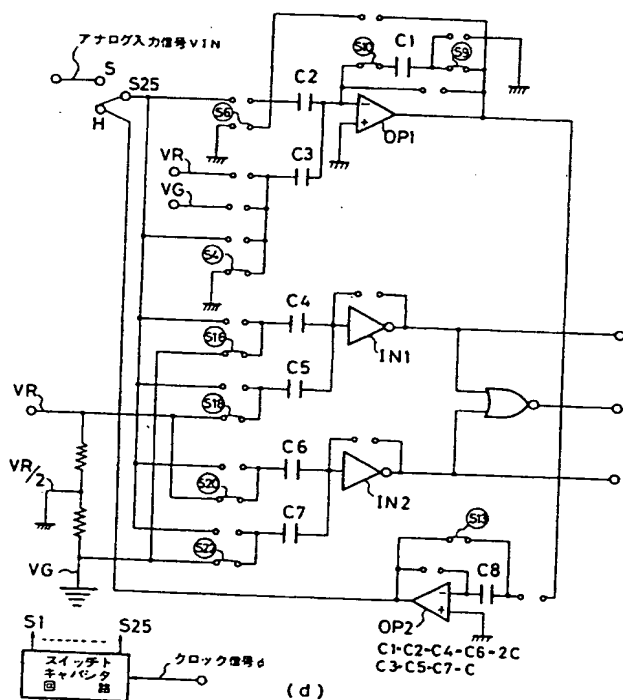 アナログ入力信号VIN
S
S25
H
S10
C1
S9
C2
S6
OP1
C3
VR
VG
S4
C4
S16
IN1
C5
VR
S18
C6
VR/2
S20
IN2
C7
S22
S13
VG
C8
OP2
S1 S25
C1-C2-C4-C6-2C
C3-C5-C7-C
スイッチト
キャパシタ
回路
クロック信号φ
(d)